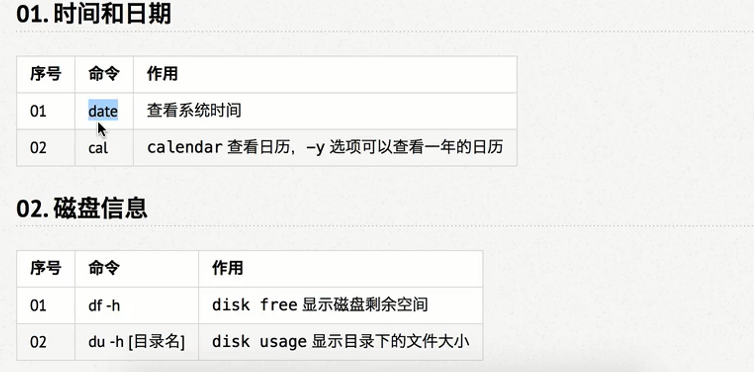 01. 时间和日期
序号 命令 作用
01 date 查看系统时间
02 cal calendar 查看日历，-y 选项可以查看一年的日历
02. 磁盘信息
序号 命令 作用
01 df -h disk free 显示磁盘剩余空间
02 du -h [目录名] disk usage 显示目录下的文件大小